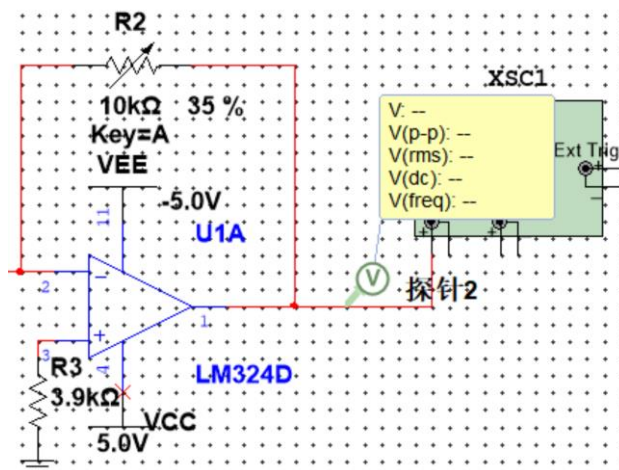 R2
XSC1
10kΩ 35 %
Key=A
VEE
-5.0V
V: --
V(p-p): --
V(rms): --
V(dc): --
V(freq): --
Ext Trig
+
−
+
+
11
U1A
2
−
V
探针2
1
+
3
4
R3
3.9kΩ
LM324D
VCC
5.0V